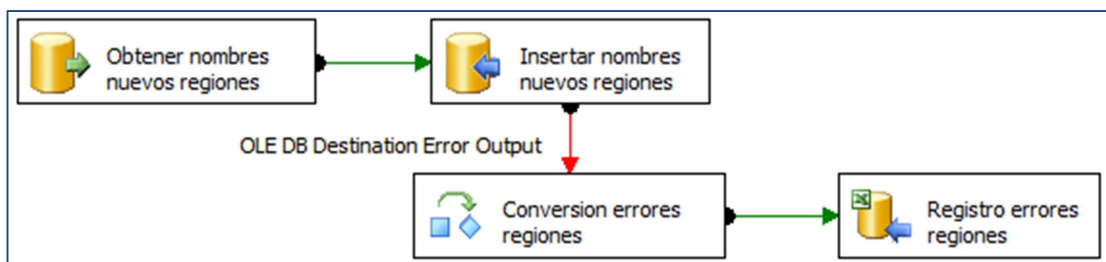 Obtener nombres
nuevos regiones
Insertar nombres
nuevos regiones
OLE DB Destination Error Output
Conversion errores
regiones
Registro errores
regiones